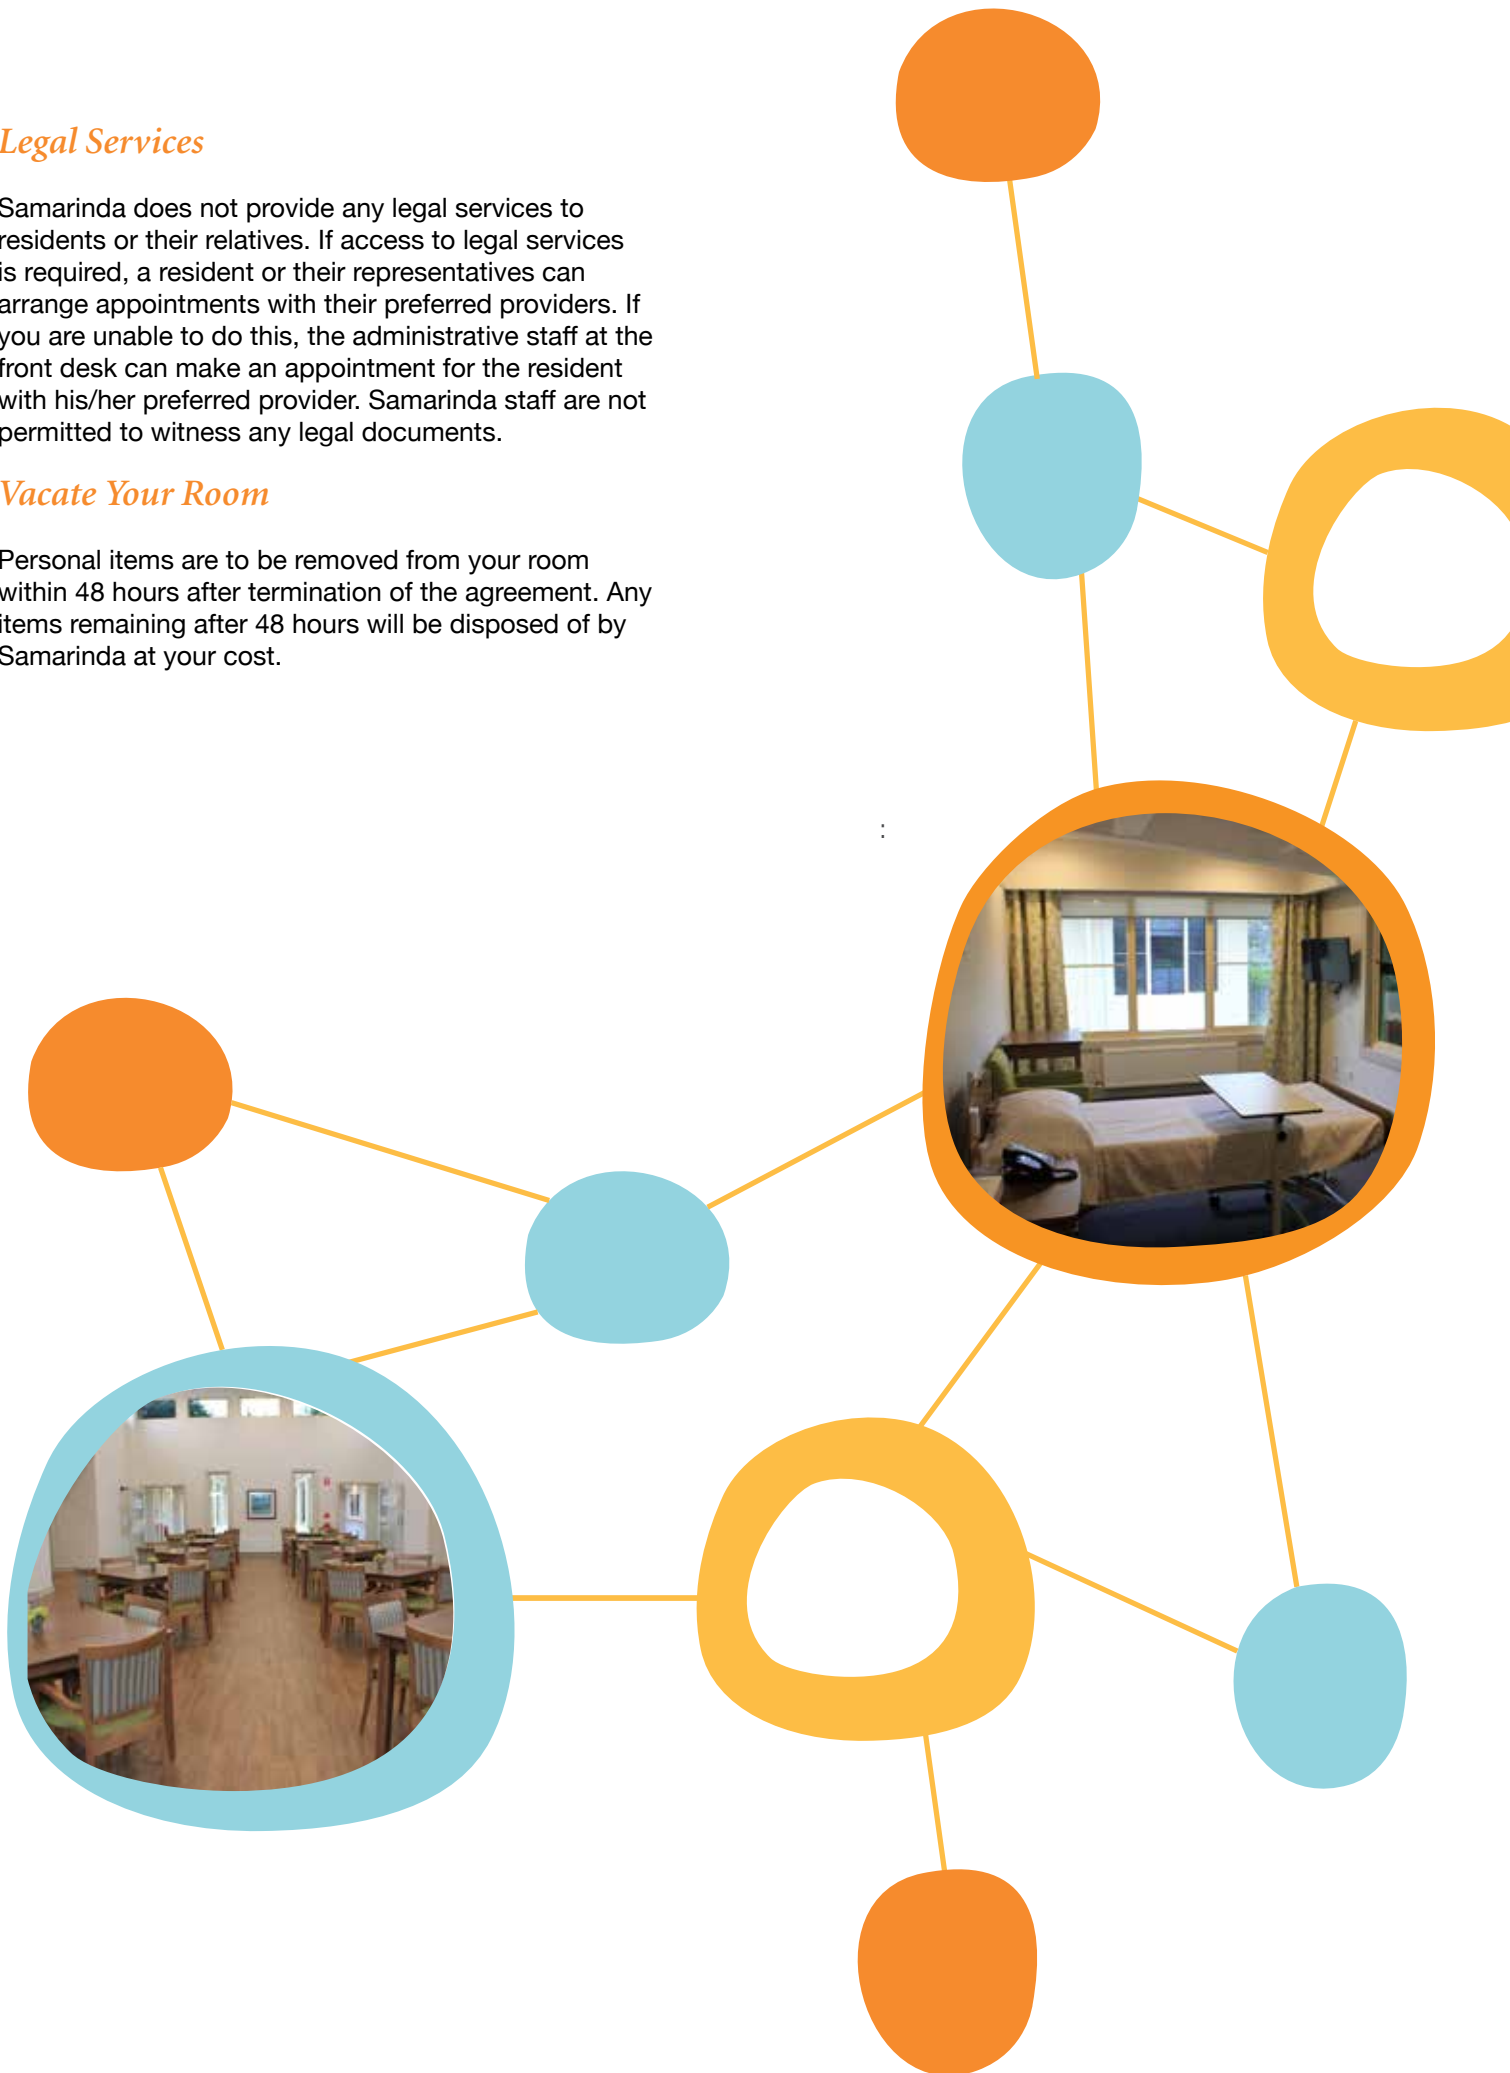 Legal Services
Samarinda does not provide any legal services to
residents or their relatives. If access to legal services
is required, a resident or their representatives can
arrange appointments with their preferred providers. If
you are unable to do this, the administrative staff at the
front desk can make an appointment for the resident
with his/her preferred provider. Samarinda staff are not
permitted to witness any legal documents.
Vacate Your Room
Personal items are to be removed from your room
within 48 hours after termination of the agreement. Any
items remaining after 48 hours will be disposed of by
Samarinda at your cost.
: